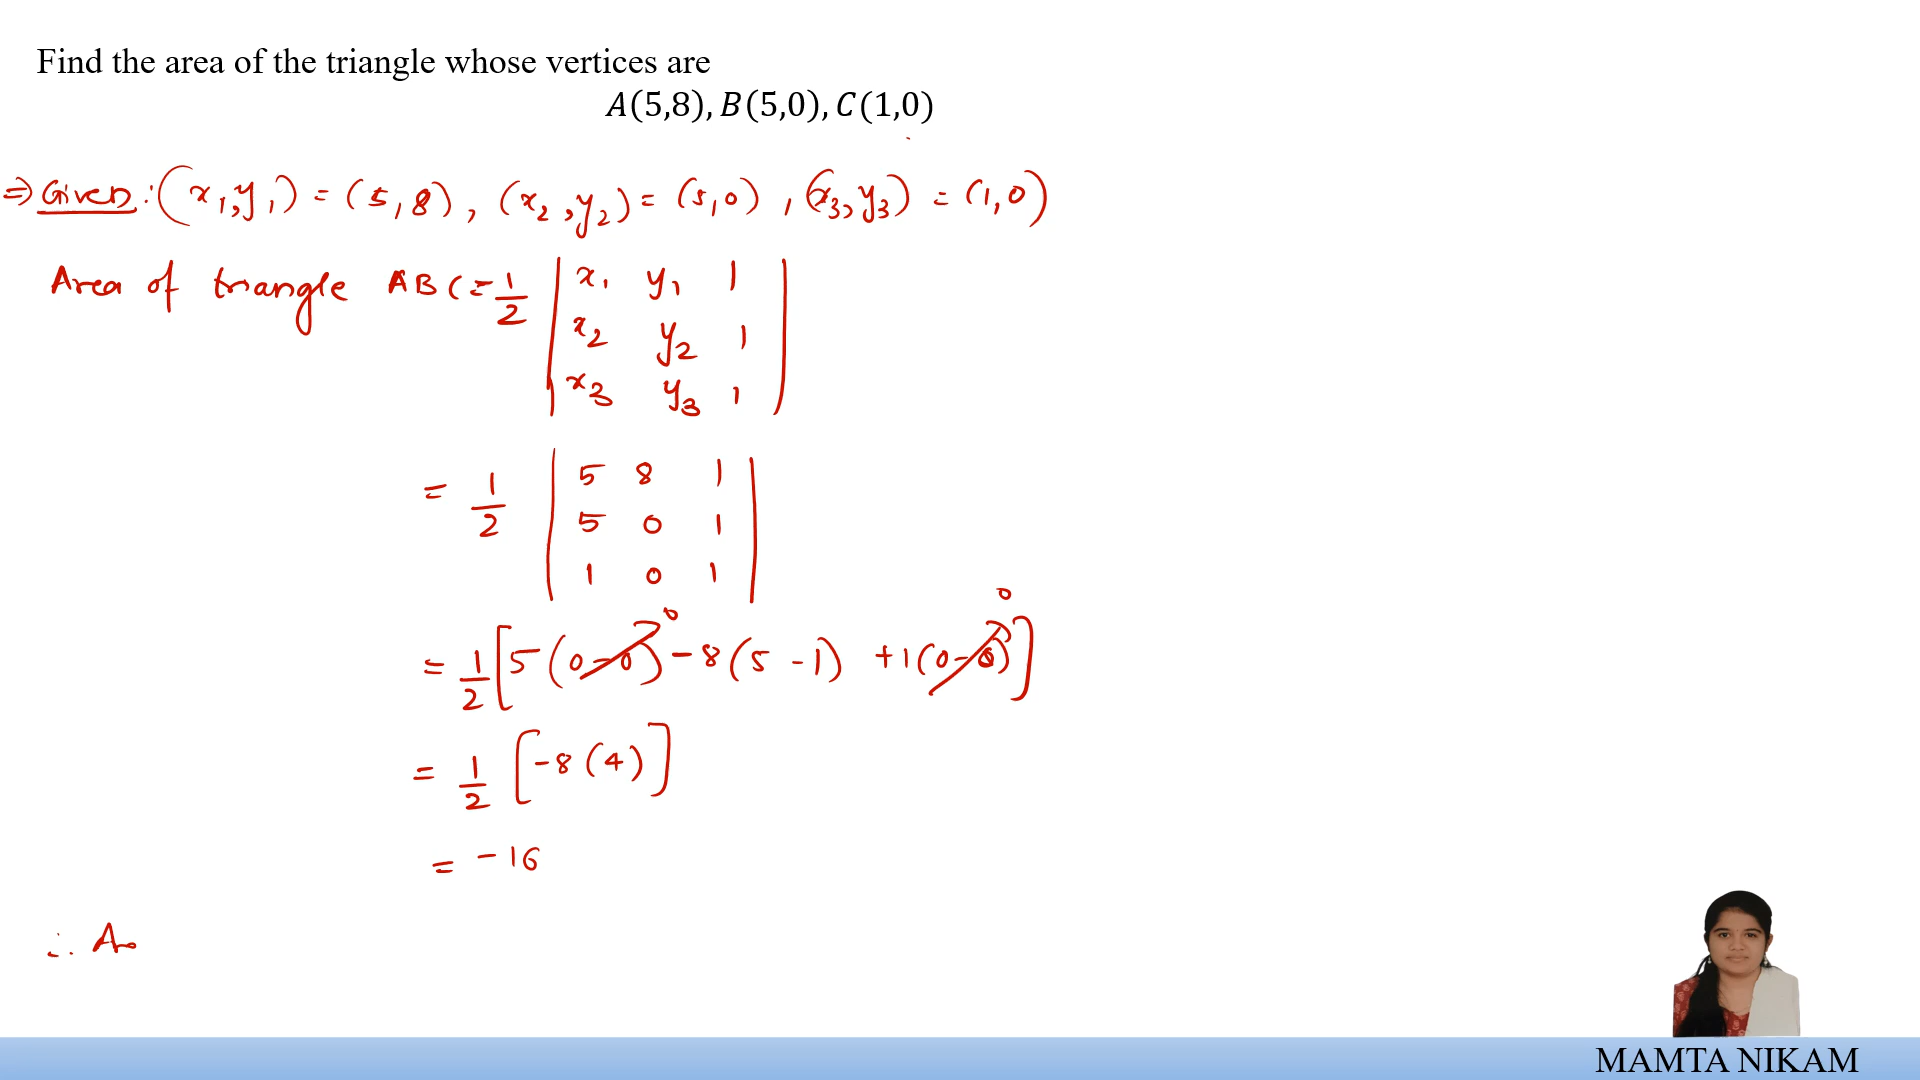 Find the area of the triangle whose vertices are
A(5,8), B(5,0), C(1,0)
⇒ Given: (x₁,y₁) = (5,8), (x₂,y₂) = (5,0), (x₃,y₃) = (1,0)
Area of triangle ABC = 1/2 | x₁ y₁ 1 |
| x₂ y₂ 1 |
| x₃ y₃ 1 |
= 1/2 | 5 8 1 |
| 5 0 1 |
| 1 0 1 |
= 1/2 [5(0-0)⁰ - 8(5-1) +1(0-0)⁰]
= 1/2 [-8(4)]
= -16
∴
MAMTA NIKAM